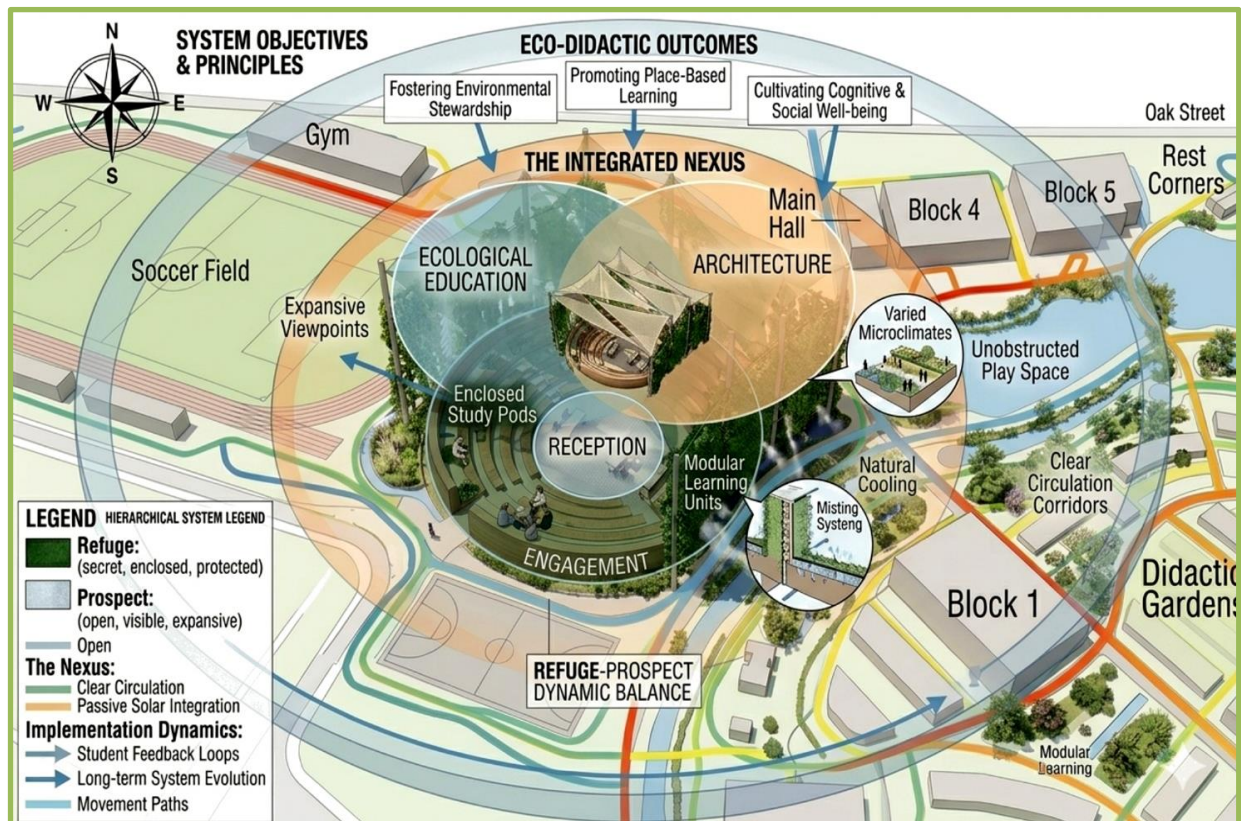 N
W
E
S
SYSTEM OBJECTIVES
& PRINCIPLES
ECO-DIDACTIC OUTCOMES
Fostering Environmental
Stewardship
Promoting Place-Based
Learning
Cultivating Cognitive &
Social Well-being
Oak Street
Gym
THE INTEGRATED NEXUS
Rest
Corners
Main
Hall
Block 4
Block 5
Soccer Field
ECOLOGICAL
EDUCATION
ARCHITECTURE
Expansive
Viewpoints
Varied
Microclimates
Unobstructed
Play Space
Enclosed
Study Pods
RECEPTION
Modular
Learning
Units
Natural
Cooling
Clear
Circulation
Corridors
Misting
Systeng
ENGAGEMENT
Block 1
Didactic
Gardens
REFUGE-PROSPECT
DYNAMIC BALANCE
Modular
Learning
LEGEND HIERARCHICAL SYSTEM LEGEND
Refuge:
(secret, enclosed, protected)
Prospect:
(open, visible, expansive)
Open
The Nexus:
Clear Circulation
Passive Solar Integration
Implementation Dynamics:
Student Feedback Loops
Long-term System Evolution
Movement Paths